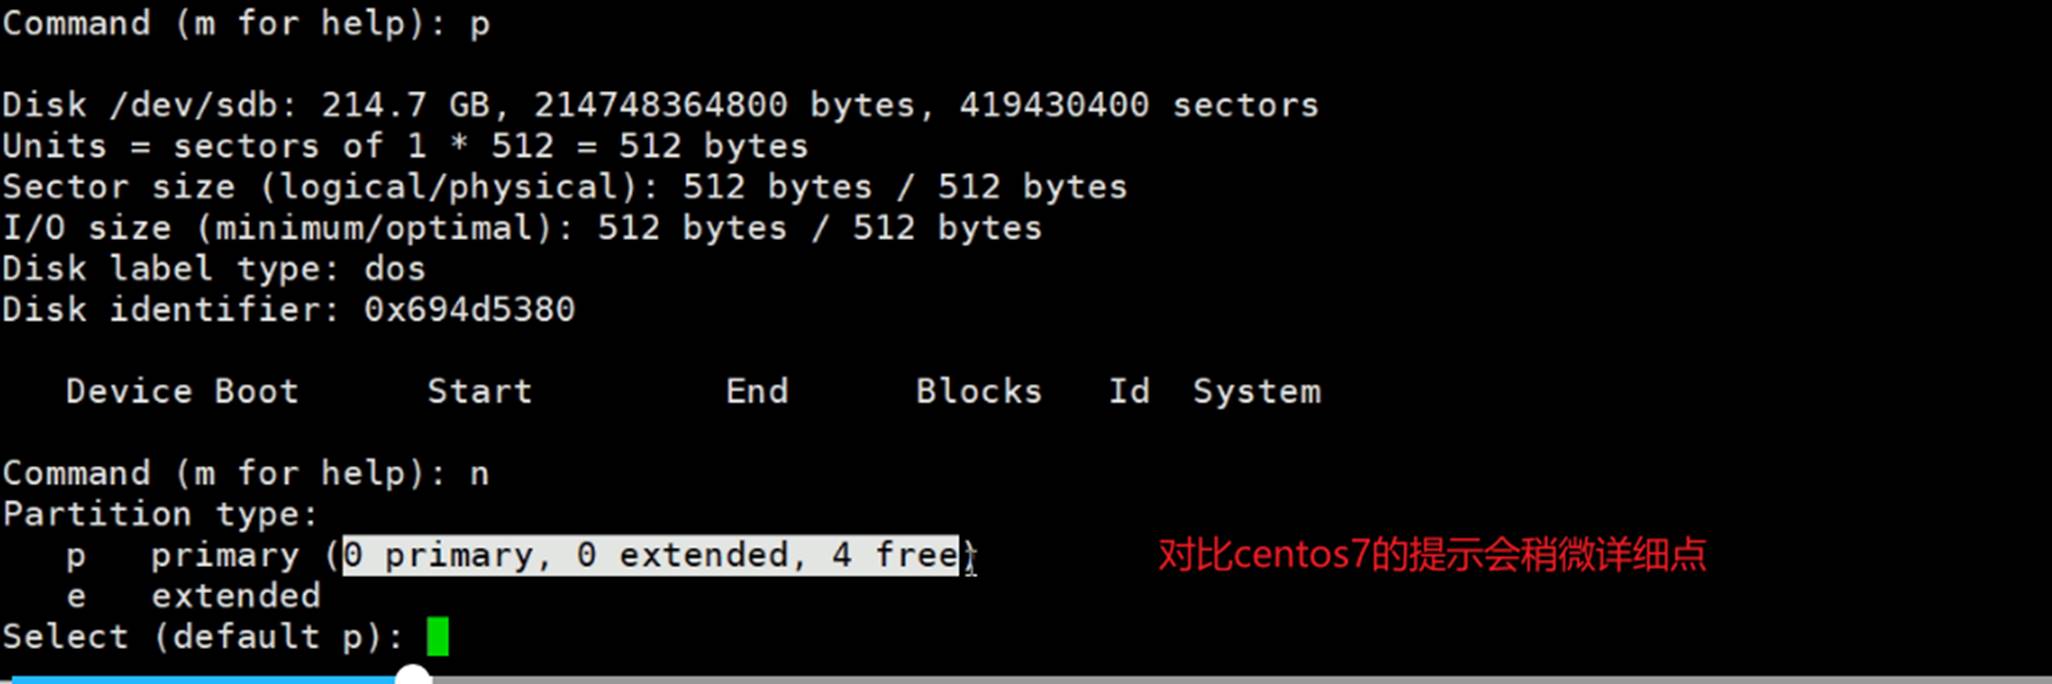 Command (m for help): p
Disk /dev/sdb: 214.7 GB, 214748364800 bytes, 419430400 sectors
Units = sectors of 1 * 512 = 512 bytes
Sector size (logical/physical): 512 bytes / 512 bytes
I/O size (minimum/optimal): 512 bytes / 512 bytes
Disk label type: dos
Disk identifier: 0x694d5380
Device Boot Start End Blocks Id System
Command (m for help): n
Partition type:
p primary (0 primary, 0 extended, 4 free) 对比centos7的提示会稍微详细点
e extended
Select (default p):